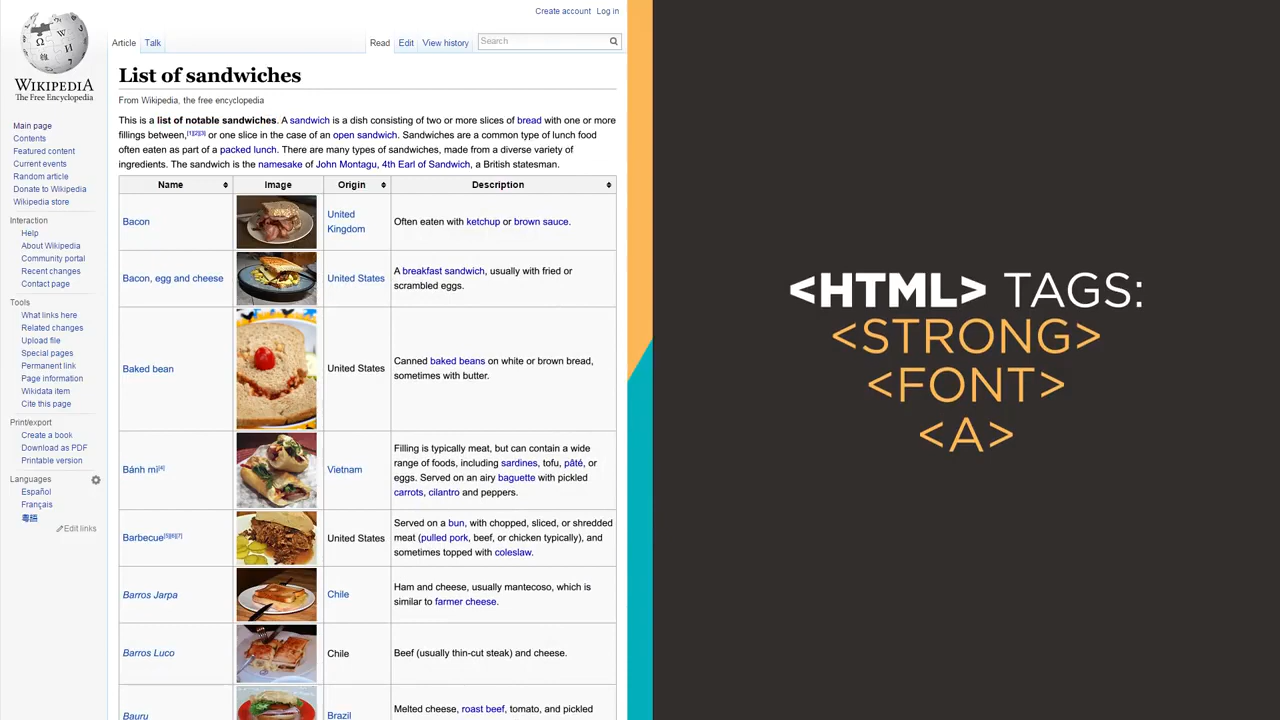 Create account Log in
Ω W И
WIKIPEDIA
The Free Encyclopedia
Article Talk
Read Edit View history Search
List of sandwiches
From Wikipedia, the free encyclopedia
This is a list of notable sandwiches. A sandwich is a dish consisting of two or more slices of bread with one or more
fillings between,[1][2][3] or one slice in the case of an open sandwich. Sandwiches are a common type of lunch food
often eaten as part of a packed lunch. There are many types of sandwiches, made from a diverse variety of
ingredients. The sandwich is the namesake of John Montagu, 4th Earl of Sandwich, a British statesman.
Main page
Contents
Featured content
Current events
Random article
Donate to Wikipedia
Wikipedia store
Interaction
Help
About Wikipedia
Community portal
Recent changes
Contact page
Tools
What links here
Related changes
Upload file
Special pages
Permanent link
Page information
Wikidata item
Cite this page
Print/export
Create a book
Download as PDF
Printable version
Languages
Español
Français
粵語
Edit links
Name Image Origin Description
Bacon
United
Kingdom
Often eaten with ketchup or brown sauce.
Bacon, egg and cheese
United States
A breakfast sandwich, usually with fried or
scrambled eggs.
Baked bean
United States
Canned baked beans on white or brown bread,
sometimes with butter.
Bánh mì[4]
Vietnam
Filling is typically meat, but can contain a wide
range of foods, including sardines, tofu, pâté, or
eggs. Served on an airy baguette with pickled
carrots, cilantro and peppers.
Barbecue[5][6][7]
United States
Served on a bun, with chopped, sliced, or shredded
meat (pulled pork, beef, or chicken typically), and
sometimes topped with coleslaw.
Barros Jarpa
Chile
Ham and cheese, usually mantecoso, which is
similar to farmer cheese.
Barros Luco
Chile
Beef (usually thin-cut steak) and cheese.
Bauru
Brazil
Melted cheese, roast beef, tomato, and pickled
<HTML> TAGS:
<STRONG>
<FONT>
<A>